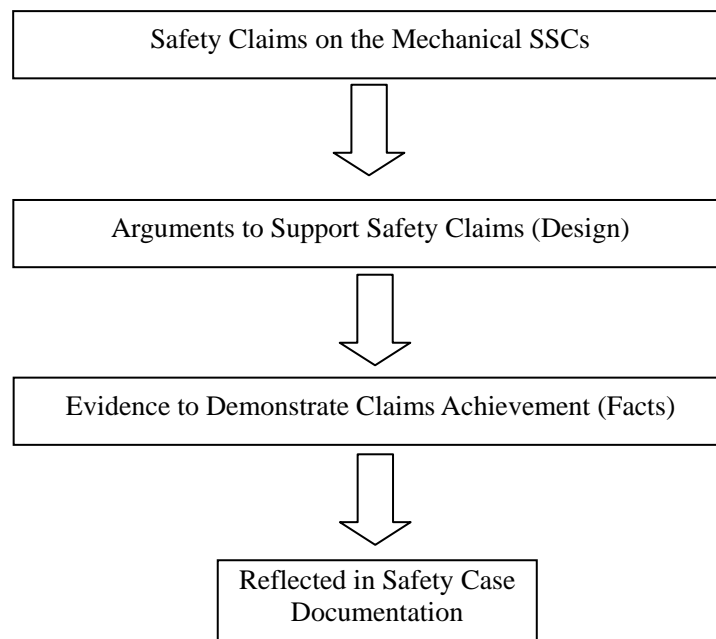 Safety Claims on the Mechanical SSCs
Arguments to Support Safety Claims (Design)
Evidence to Demonstrate Claims Achievement (Facts)
Reflected in Safety Case
Documentation